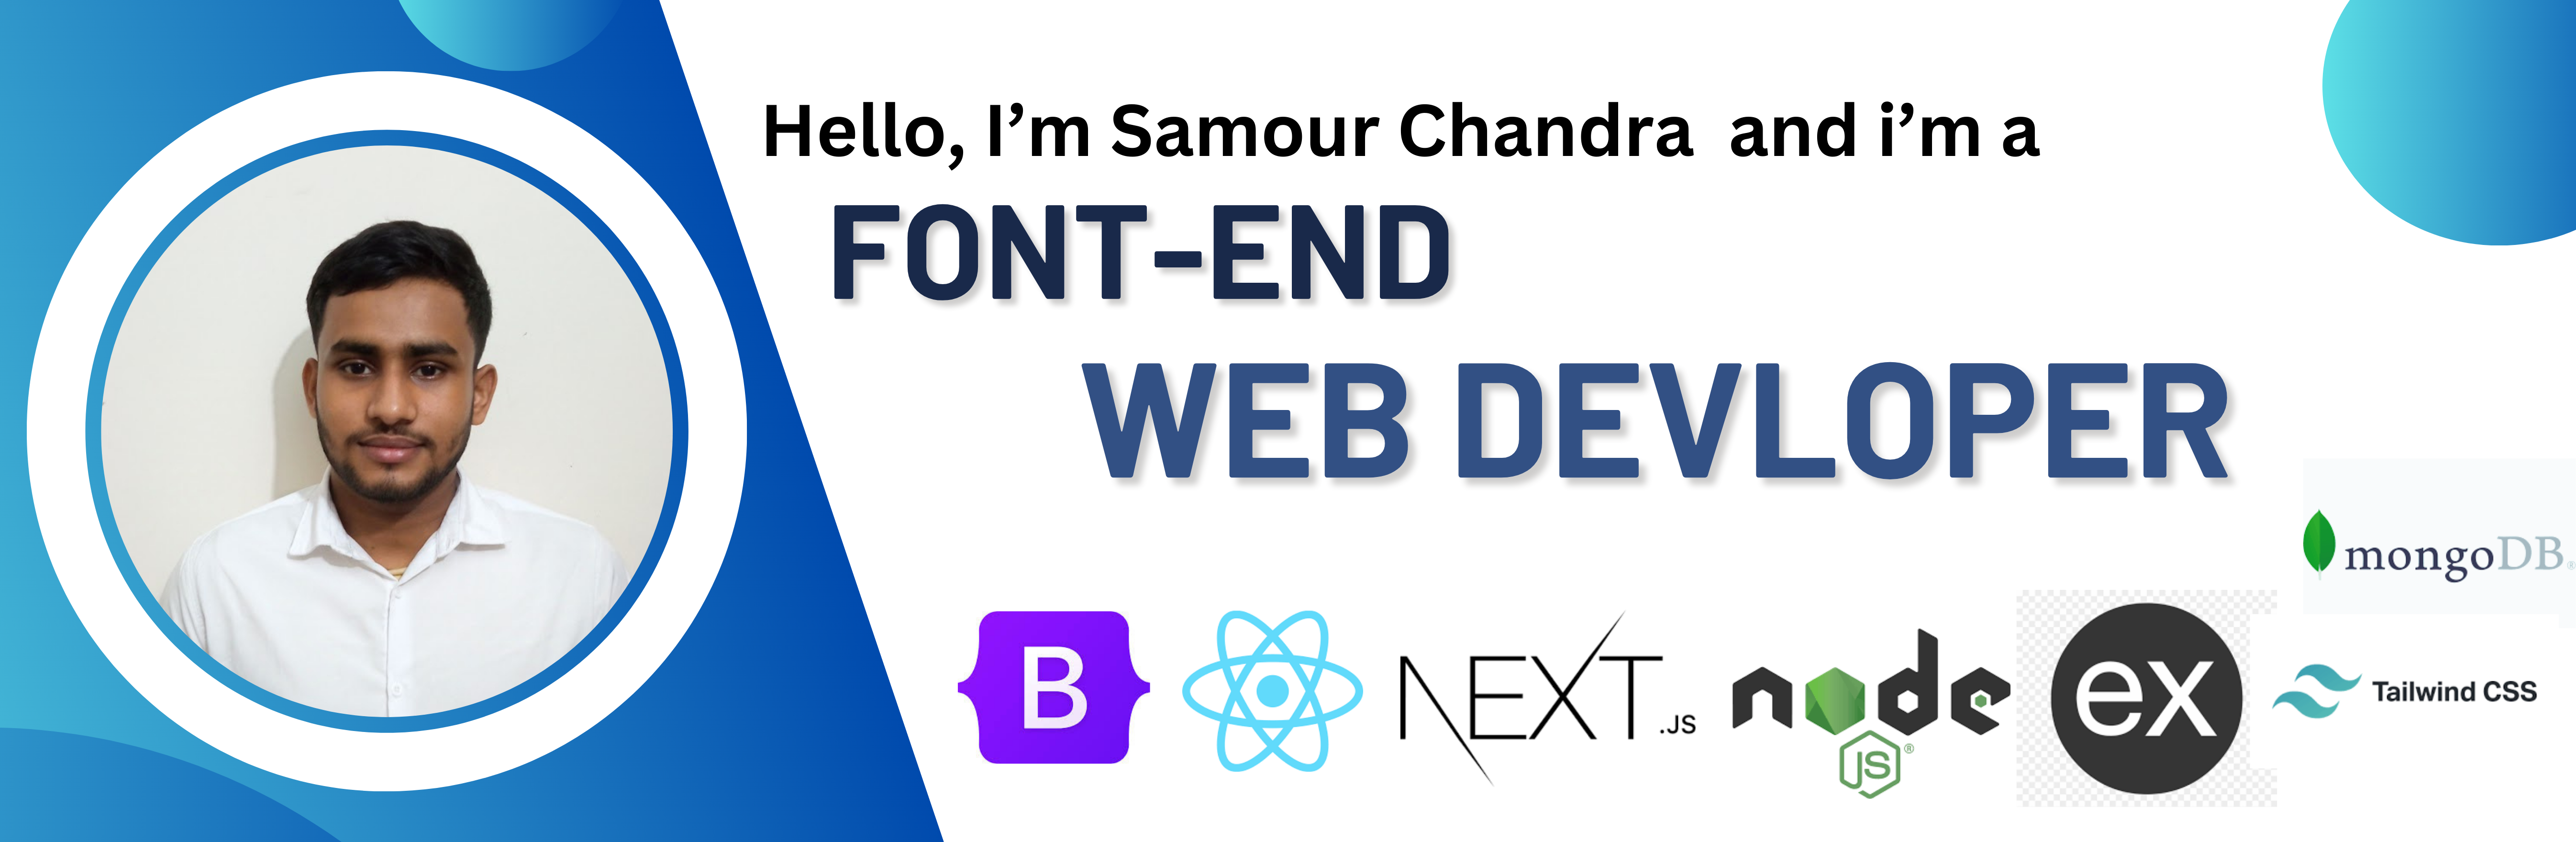 Hello, I’m Samour Chandra  and i’m a
FONT-END
WEB DEVLOPER
mongoDB®
B
NEXT.JS
node
JS®
ex
Tailwind CSS